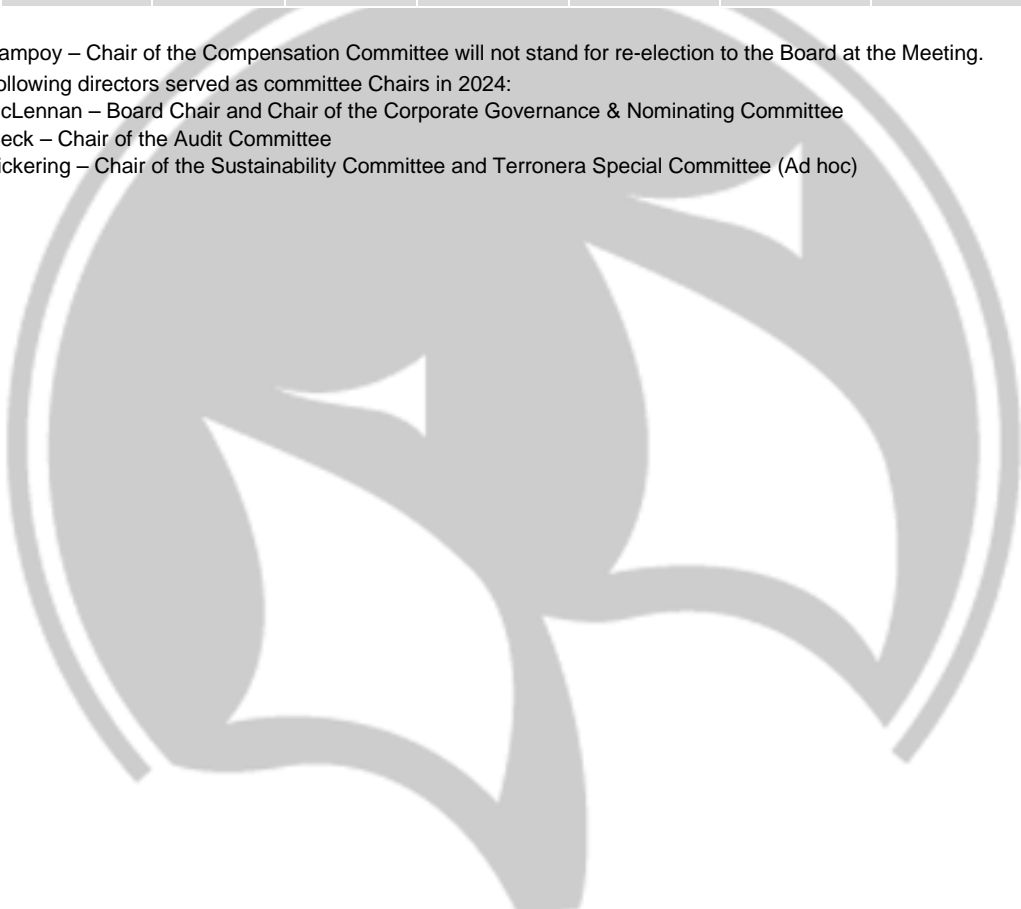 ampoy – Chair of the Compensation Committee will not stand for re-election to the Board at the Meeting.
ollowing directors served as committee Chairs in 2024:
cLennan – Board Chair and Chair of the Corporate Governance & Nominating Committee
eck – Chair of the Audit Committee
ickering – Chair of the Sustainability Committee and Terronera Special Committee (Ad hoc)